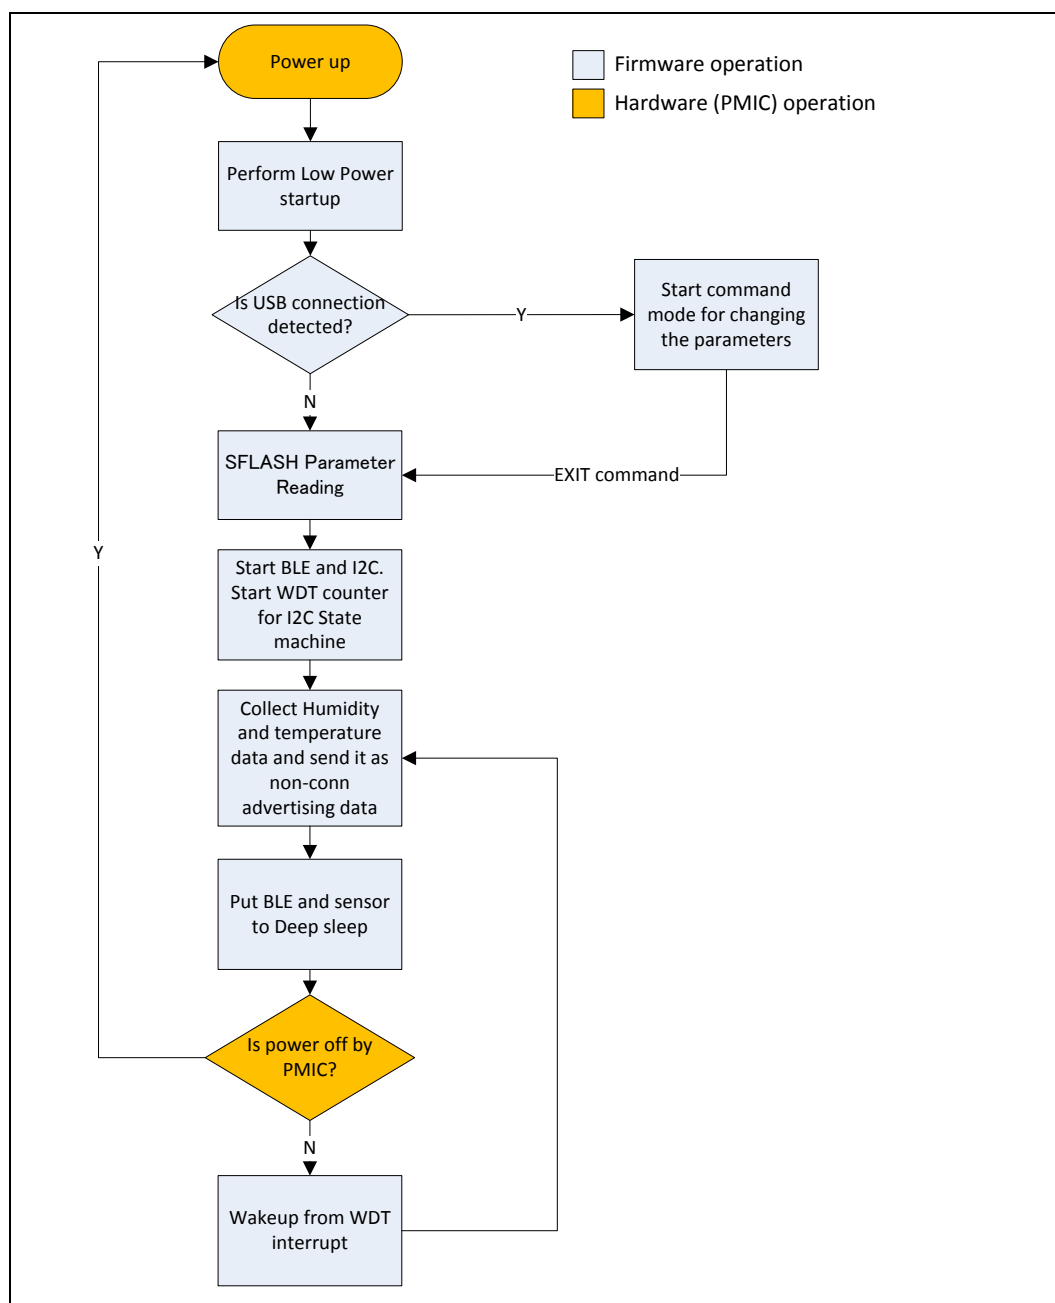 Power up
Firmware operation
Hardware (PMIC) operation
Perform Low Power
startup
Is USB connection
detected?
Y
Start command
mode for changing
the parameters
N
SFLASH Parameter
Reading
EXIT command
Y
Start BLE and I2C.
Start WDT counter
for I2C State
machine
Collect Humidity
and temperature
data and send it as
non-conn
advertising data
Put BLE and sensor
to Deep sleep
Is power off by
PMIC?
N
Wakeup from WDT
interrupt